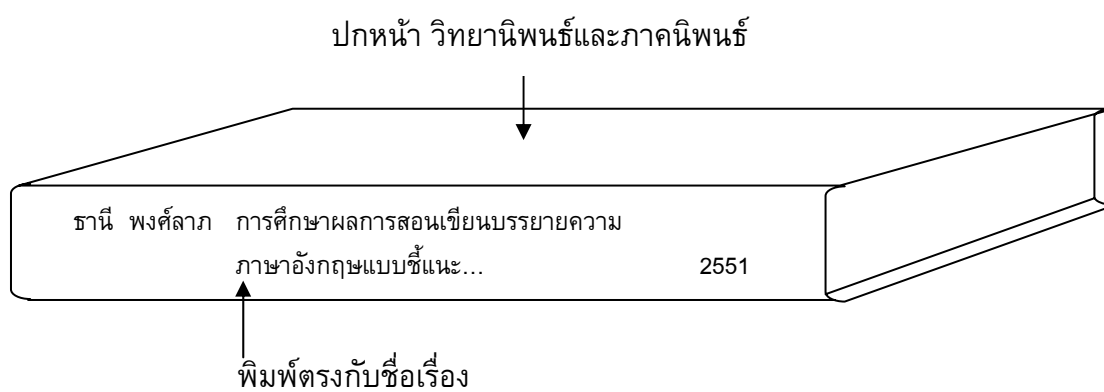 ปกหน้า วิทยานิพนธ์และภาคนิพนธ์
ธานี พงศ์ลาภ การศึกษาผลการสอนเขียนบรรยายความ
ภาษาอังกฤษแบบชี้แนะ… 2551
พิมพ์ตรงกับชื่อเรื่อง